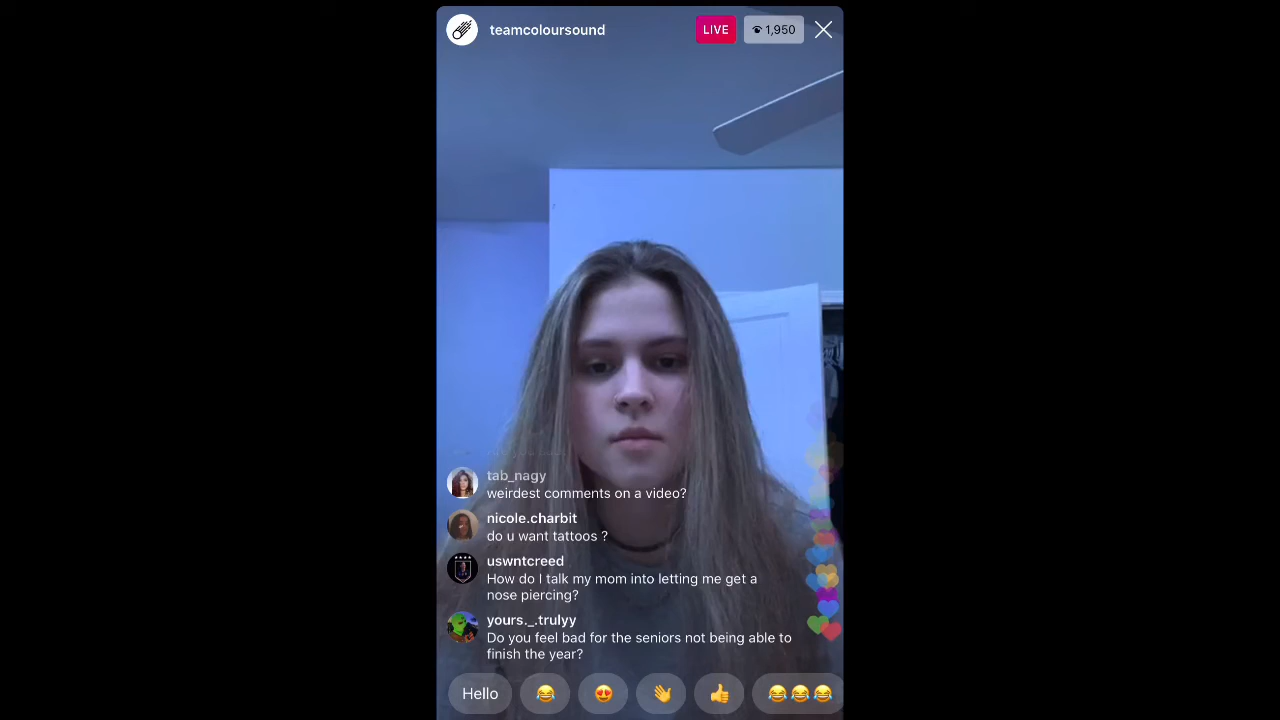 teamcoloursound
LIVE
1,950
tab_nagy
weirdest comments on a video?
nicole.charbit
do u want tattoos ?
uswntcreed
How do I talk my mom into letting me get a
nose piercing?
yours._.trulyy
Do you feel bad for the seniors not being able to
finish the year?
Hello